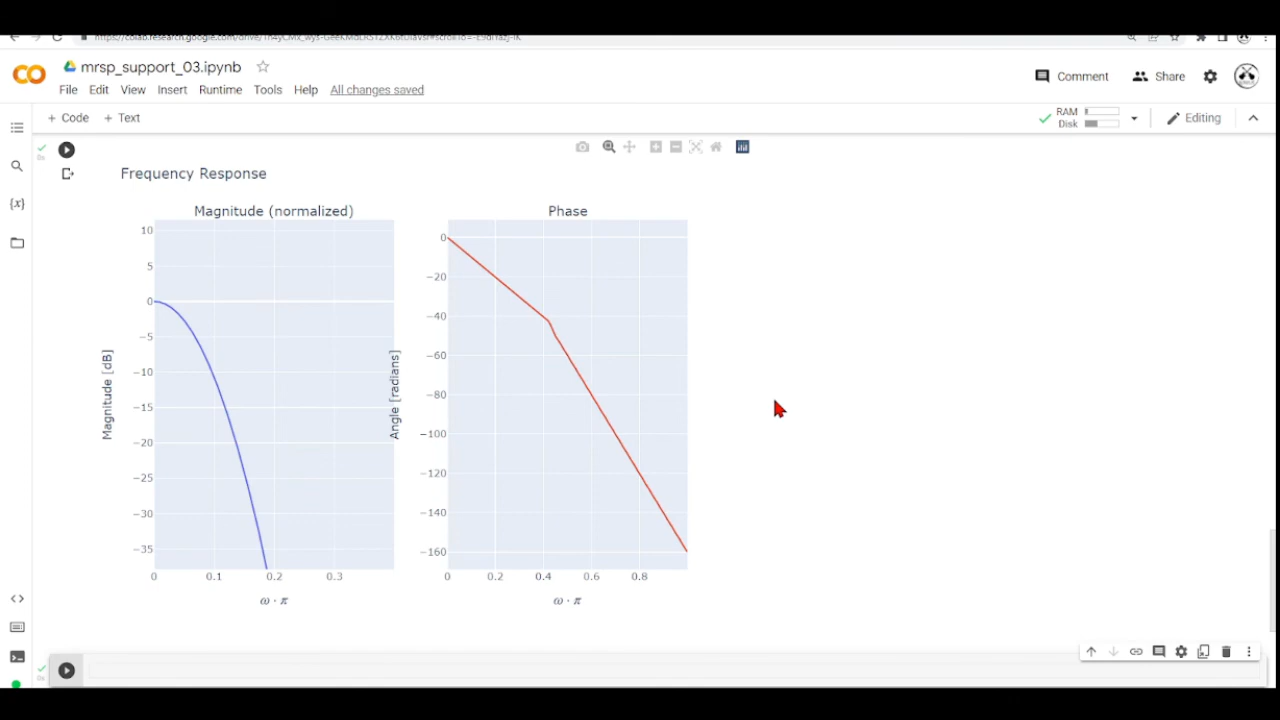 mrsp_support_03.ipynb
Comment
Share
File Edit View Insert Runtime Tools Help All changes saved
+ Code + Text
RAM
Disk
Editing
{x}
0s
Frequency Response
Magnitude (normalized)
Phase
10
5
0
−5
−10
−15
−20
−25
−30
−35
Magnitude [dB]
0 0.1 0.2 0.3
ω · π
0
−20
−40
−60
−80
−100
−120
−140
−160
Angle [radians]
0 0.2 0.4 0.6 0.8
ω · π
0s